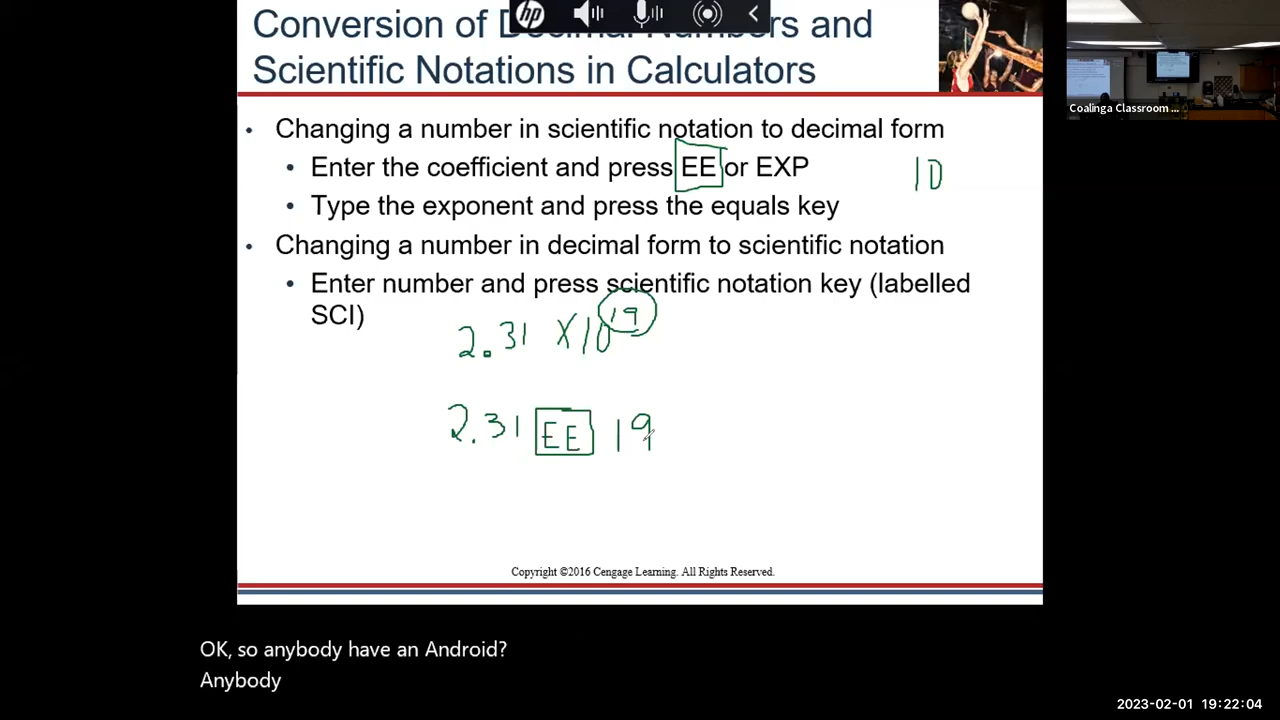 Conversion of Decimal Numbers and
Scientific Notations in Calculators
hp
Coalinga Classroom ...
• Changing a number in scientific notation to decimal form
• Enter the coefficient and press EE or EXP
10
• Type the exponent and press the equals key
• Changing a number in decimal form to scientific notation
• Enter number and press scientific notation key (labelled
SCI)
2.31 X10^19
2.31 EE 19
Copyright ©2016 Cengage Learning. All Rights Reserved.
OK, so anybody have an Android?
Anybody
2023-02-01 19:22:04